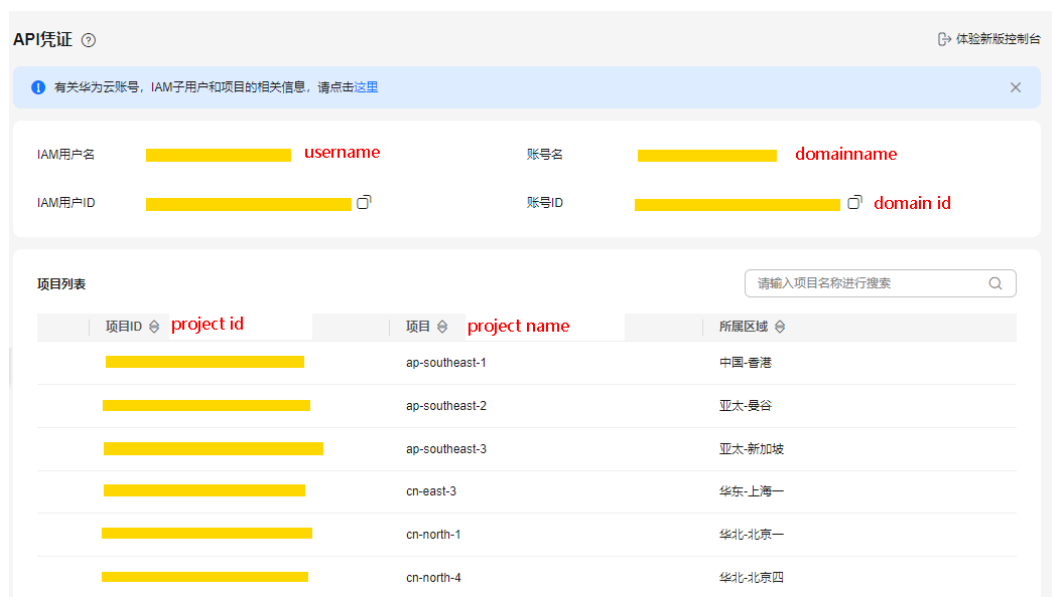 API凭证 体验新版控制台
有关华为云账号，IAM子用户和项目的相关信息，请点击这里
IAM用户名 username 账号名 domainname
IAM用户ID 账号ID domain id
项目列表 请输入项目名称进行搜索
项目ID project id 项目 project name 所属区域
ap-southeast-1 中国-香港
ap-southeast-2 亚太-曼谷
ap-southeast-3 亚太-新加坡
cn-east-3 华东-上海一
cn-north-1 华北-北京一
cn-north-4 华北-北京四